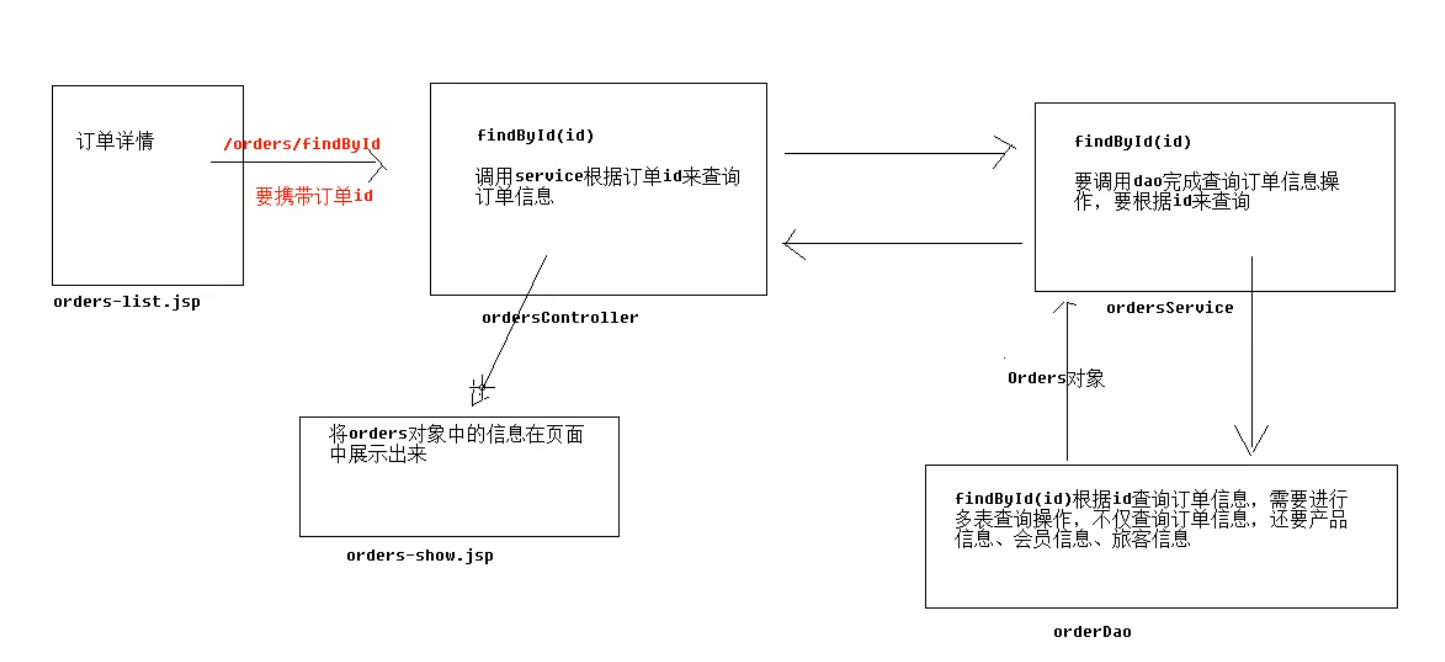 订单详情
/orders/findById
要携带订单id
orders-list.jsp
findById(id)
调用service根据订单id来查询
订单信息
ordersController
findById(id)
要调用dao完成查询订单信息操
作，要根据id来查询
ordersService
Orders对象
将orders对象中的信息在页面
中展示出来
orders-show.jsp
findById(id)根据id查询订单信息，需要进行
多表查询操作，不仅查询订单信息，还要产品
信息、会员信息、旅客信息
orderDao